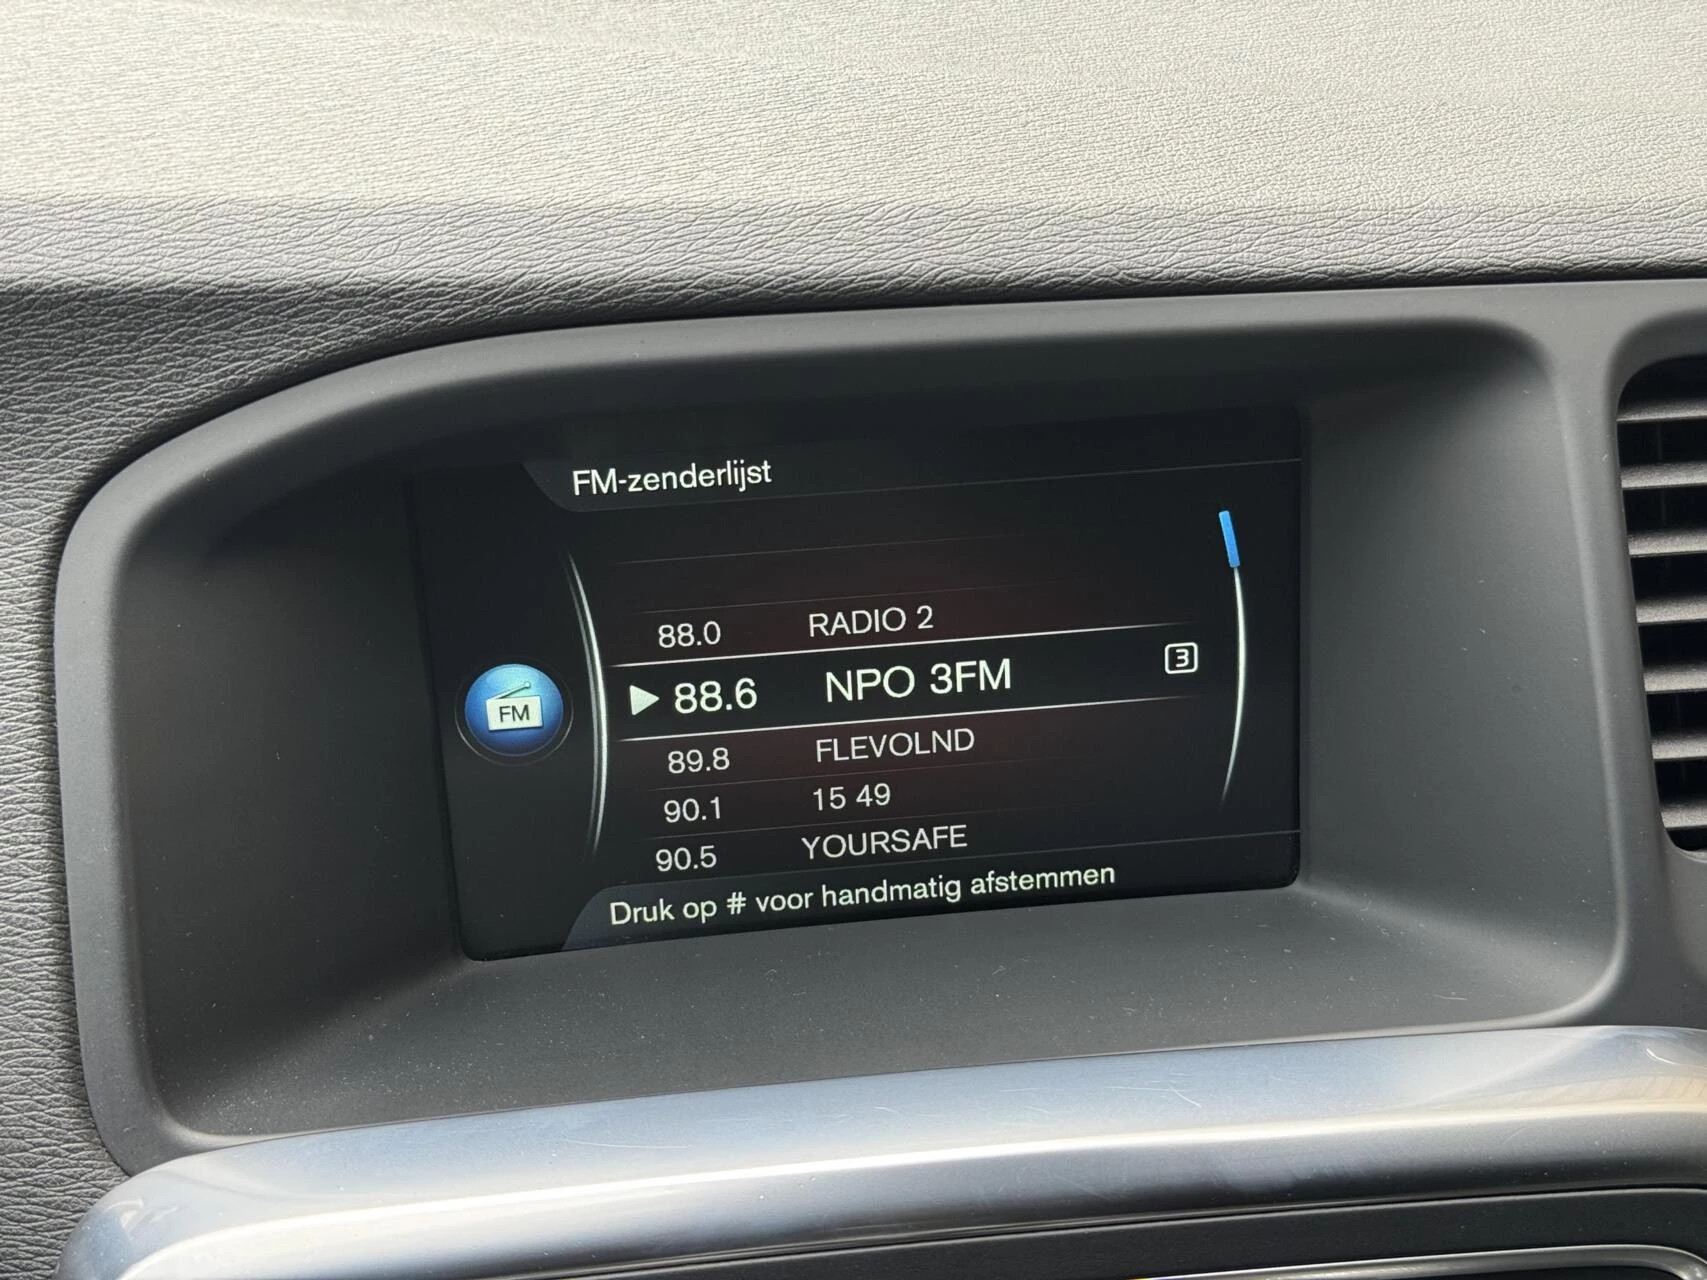 FM-zenderlijst
88.0 RADIO 2
88.6 NPO 3FM 3
FM
89.8 FLEVOLND
90.1 15 49
90.5 YOURSAFE
Druk op # voor handmatig afstemmen